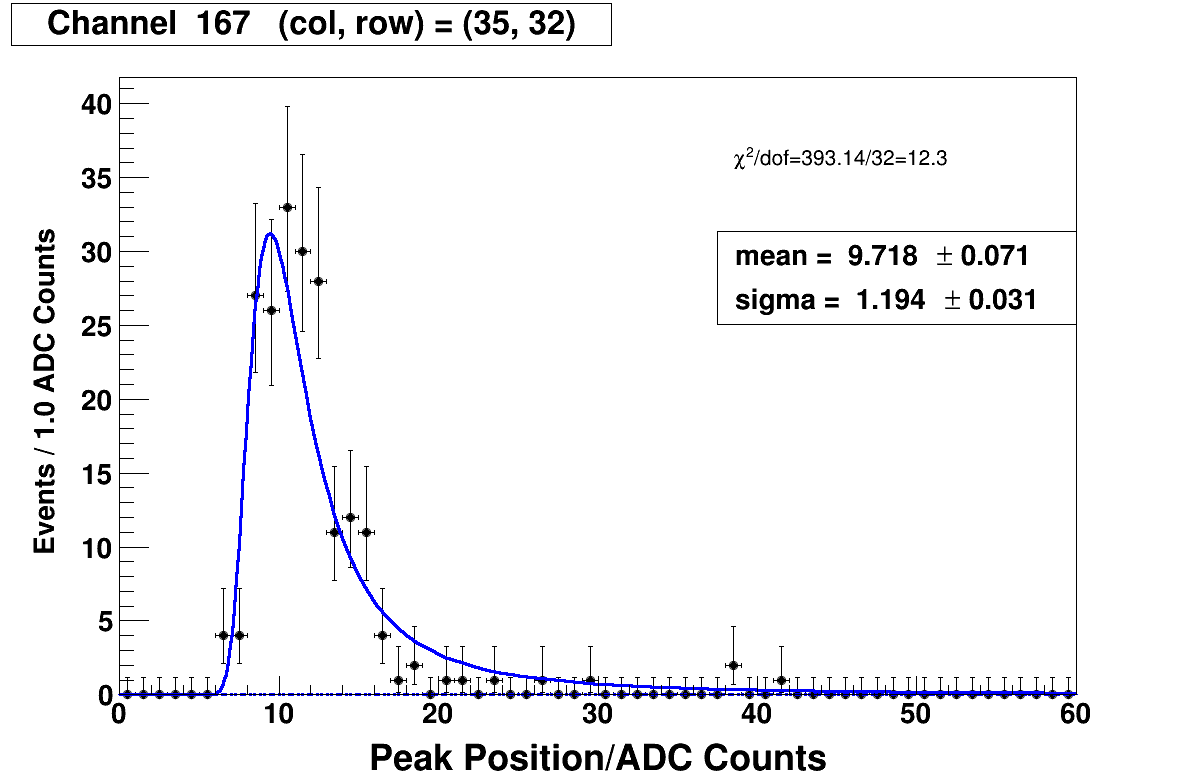 Channel 167 (col, row) = (35, 32)
χ²/dof=393.14/32=12.3
mean = 9.718 ± 0.071
sigma = 1.194 ± 0.031
Events / 1.0 ADC Counts
40
35
30
25
20
15
10
5
0
0 10 20 30 40 50 60
Peak Position/ADC Counts